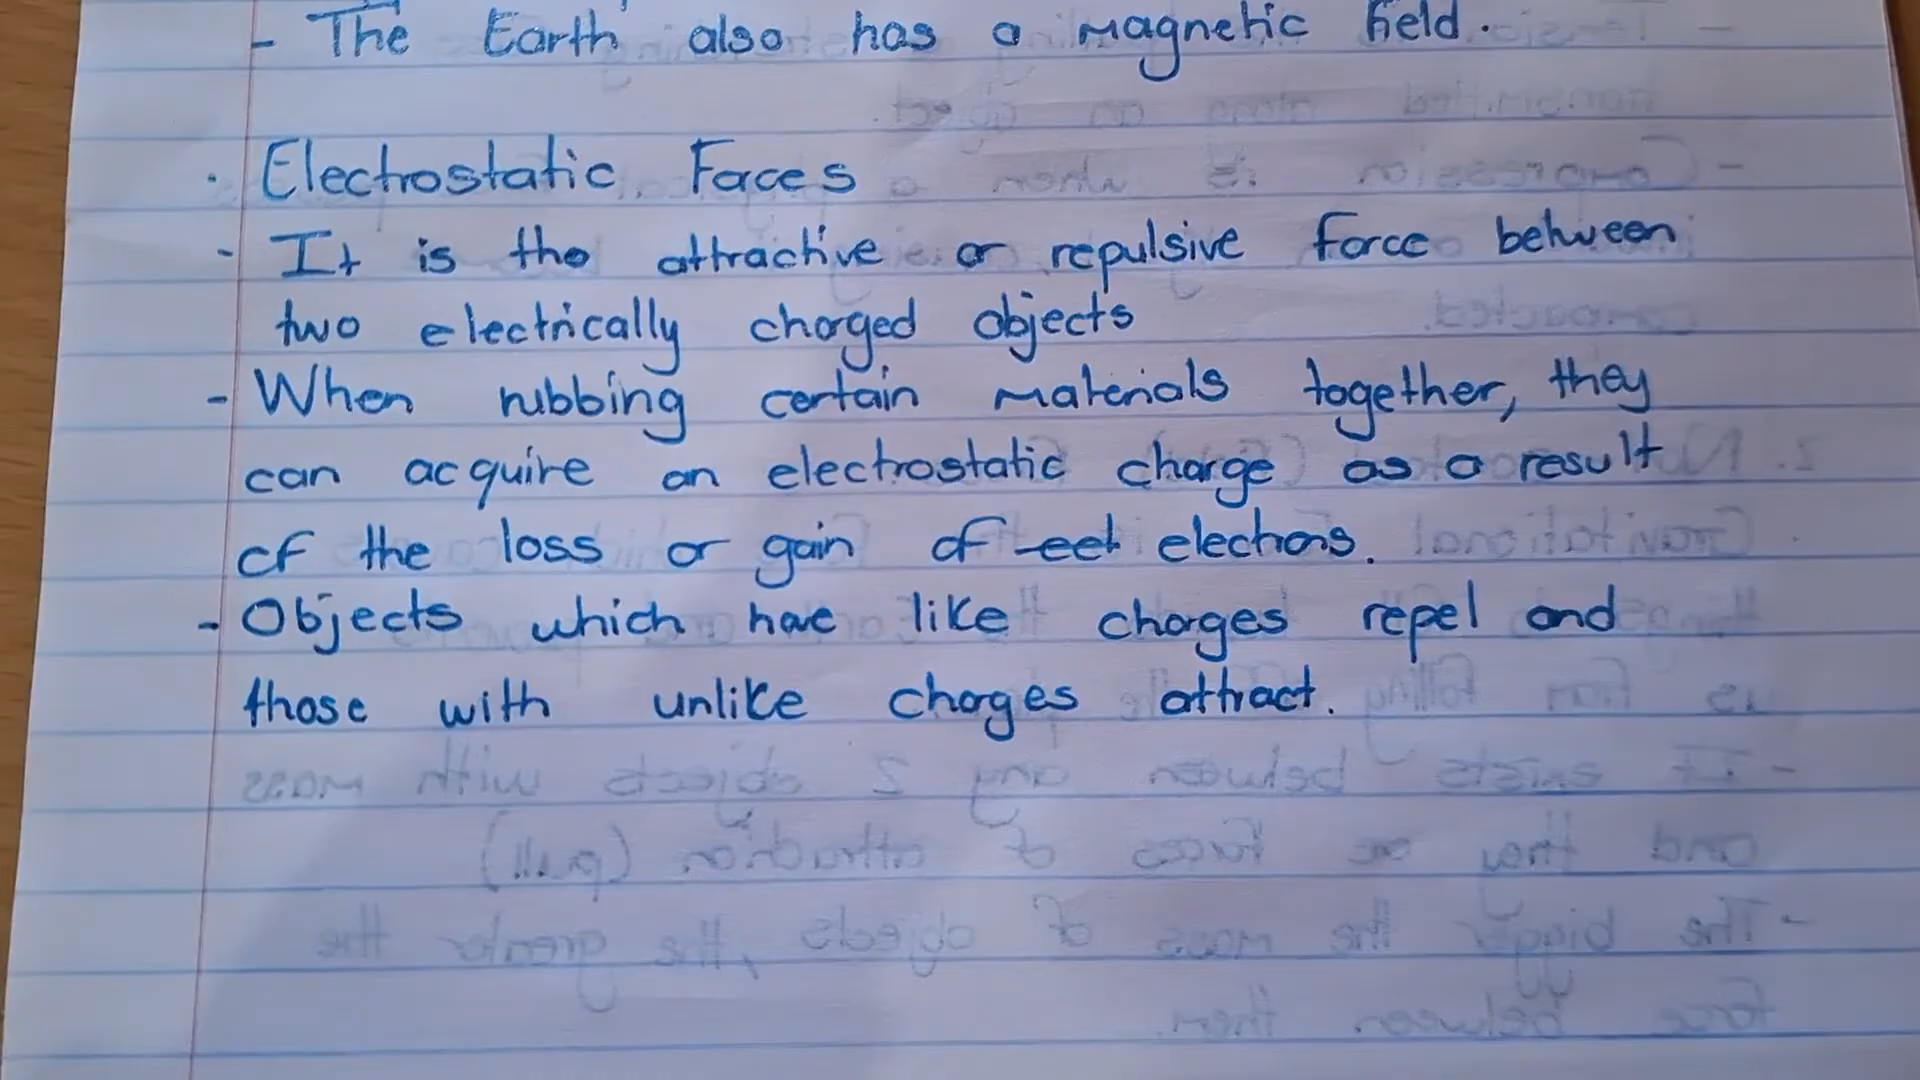 - The Earth also has a magnetic field.
· Electrostatic Faces
- It is the attractive or repulsive force between
two electrically charged objects
- When rubbing certain materials together, they
can acquire an electrostatic charge as a result
of the loss or gain of eet electrons.
- Objects which have like charges repel and
those with unlike charges attract.